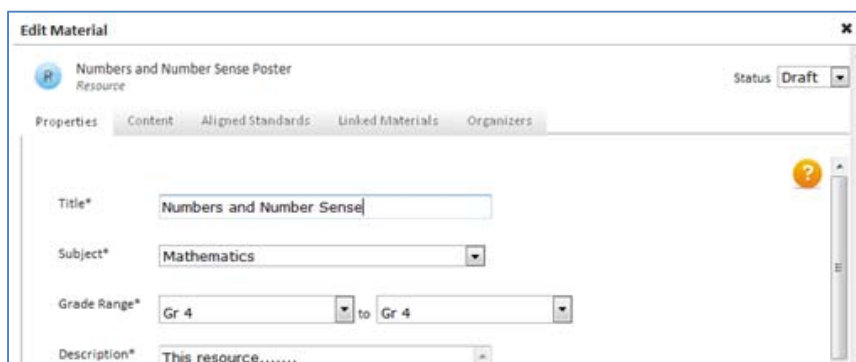 Edit Material
R
Numbers and Number Sense Poster
Resource
Status Draft
Properties Content Aligned Standards Linked Materials Organizers
?
Title* Numbers and Number Sense
Subject* Mathematics
Grade Range* Gr 4 to Gr 4
Description* This resource.......